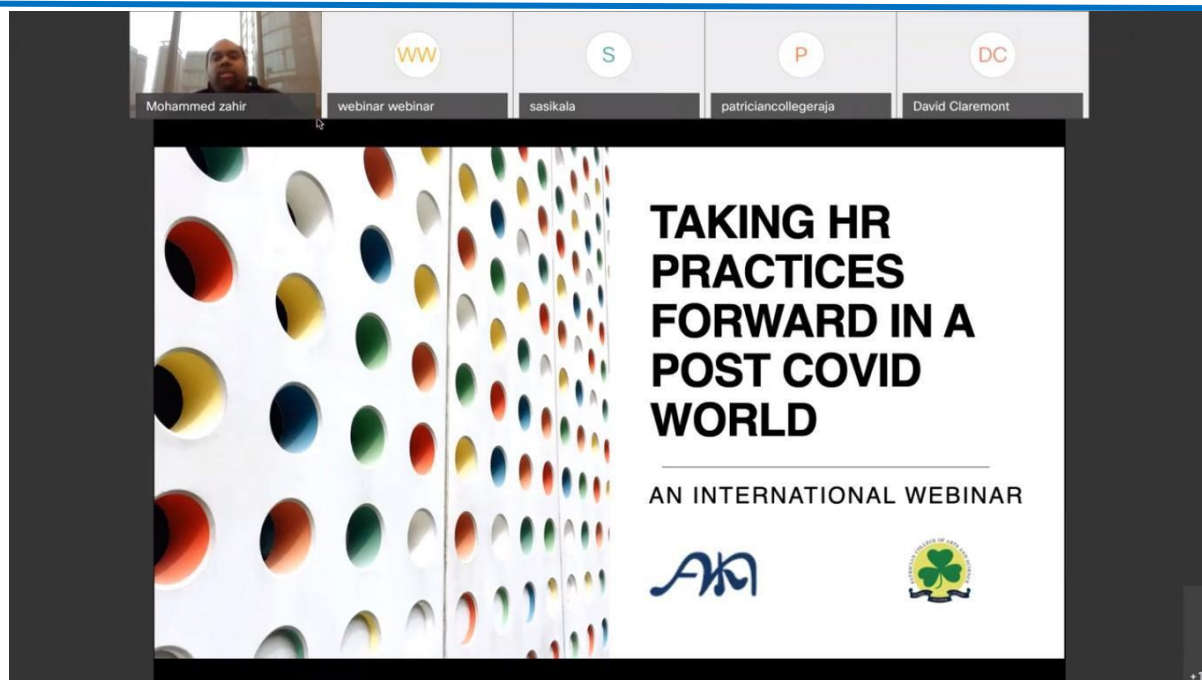 WW
S
P
DC
Mohammed zahir
webinar webinar
sasikala
patriciancollegeraja
David Claremont
TAKING HR
PRACTICES
FORWARD IN A
POST COVID
WORLD
AN INTERNATIONAL WEBINAR